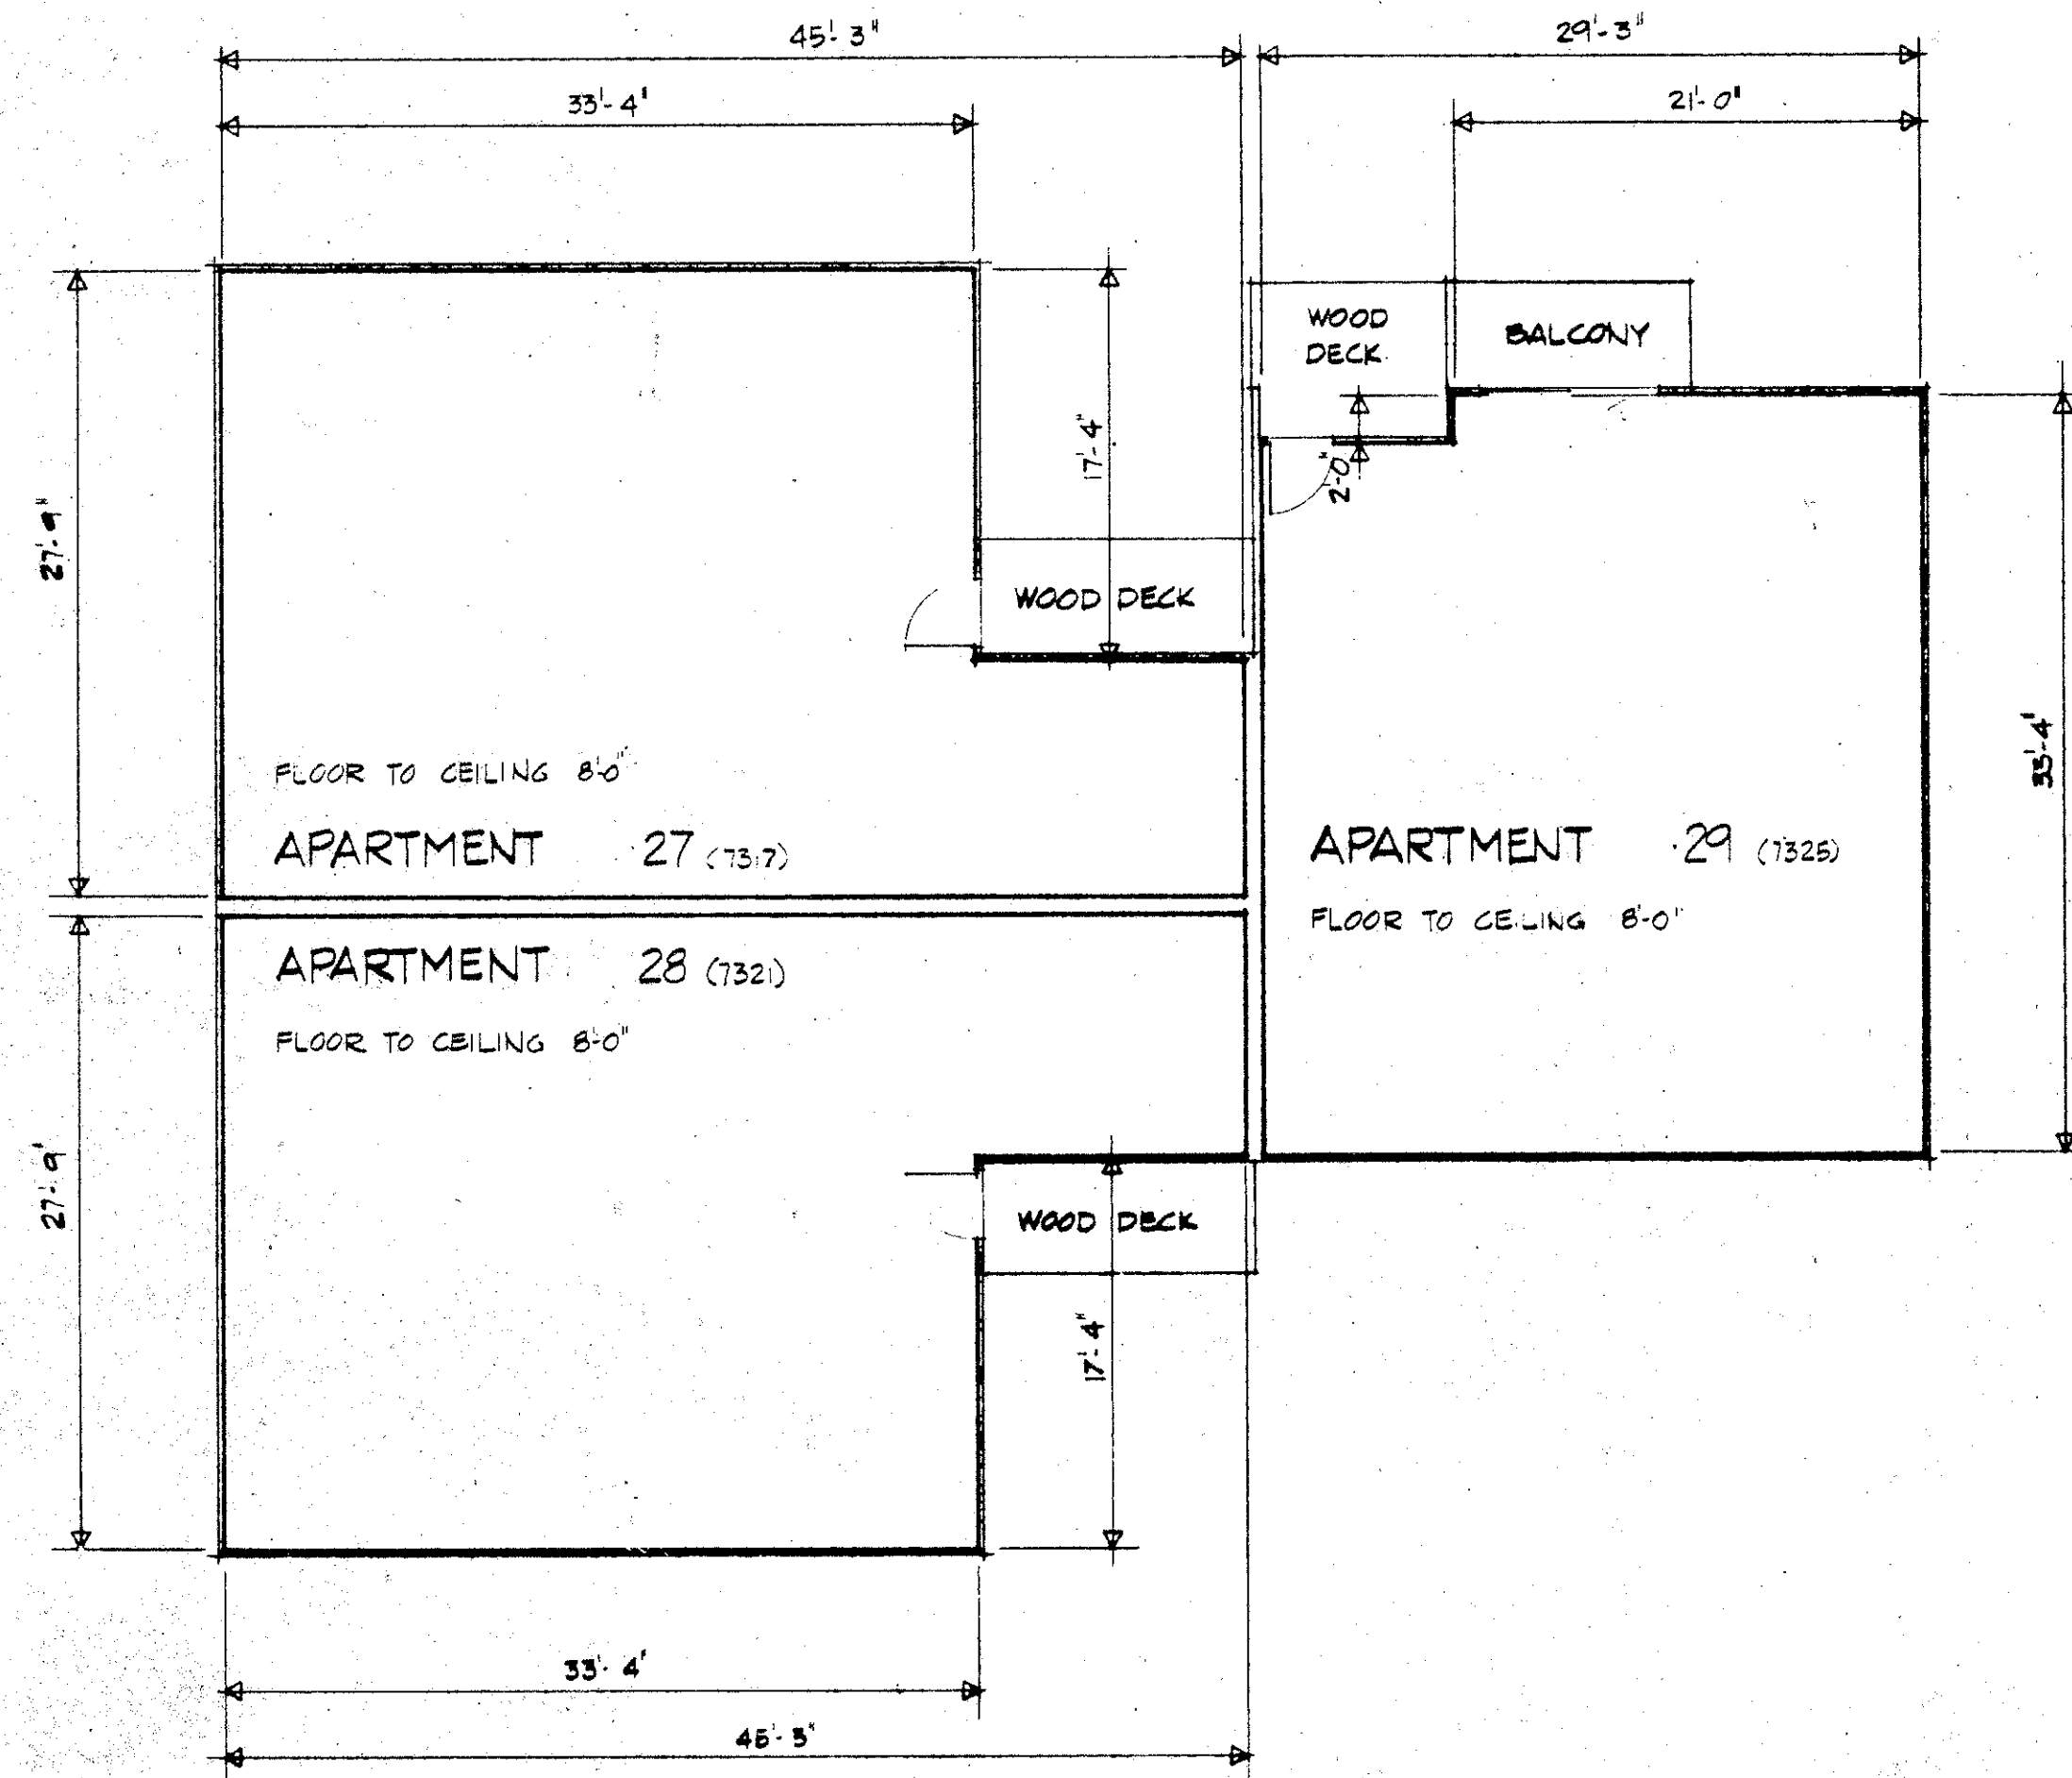 45'-3"
29'-3"
33'-4'
21'-0"
WOOD
DECK
BALCONY
17'-4"
2'-0"
27'-9"
WOOD DECK
33'-4'
FLOOR TO CEILING 8'-0"
APARTMENT 27 (7317)
APARTMENT 29 (7325)
FLOOR TO CEILING 8'-0"
APARTMENT 28 (7321)
FLOOR TO CEILING 8'-0"
27'-9'
WOOD DECK
17'-4"
33'-4'
45'-3"